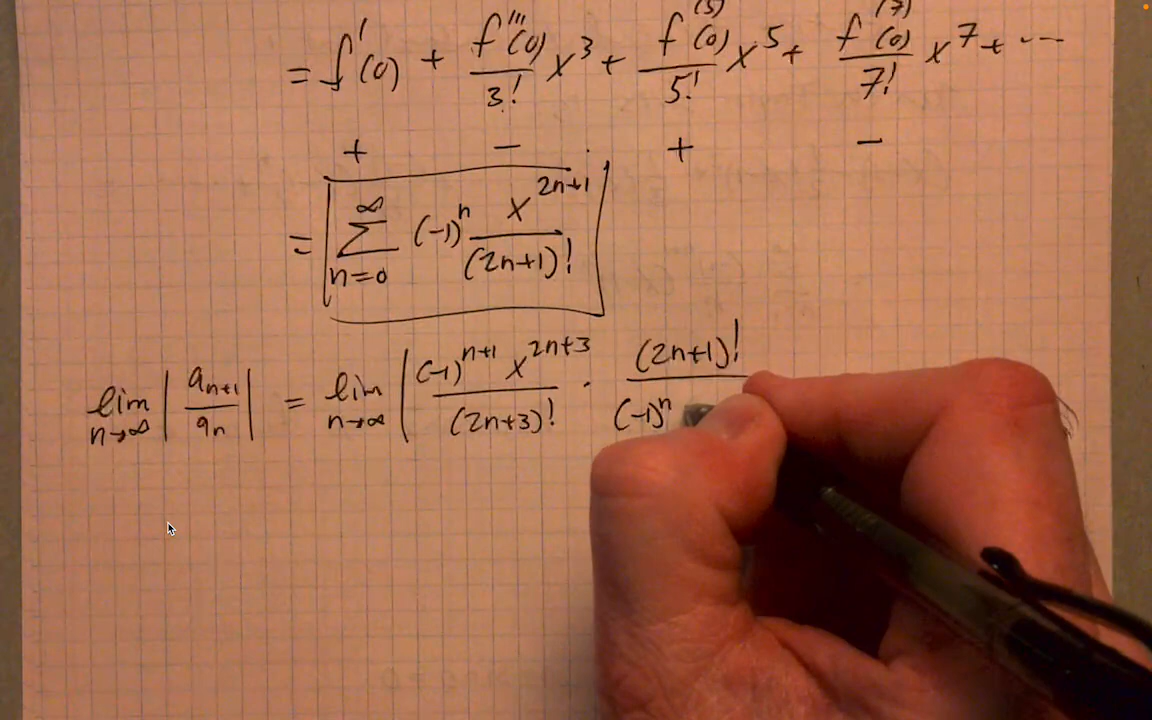 = f'(0) + f'''(0)/3! x^3 + f^(5)(0)/5! x^5 + f^(7)(0)/7! x^7 + ...
+ − + −
= ∑_{n=0}^{∞} (-1)^n x^{2n+1}/(2n+1)!
lim_{n→∞} |a_{n+1}/a_n| = lim_{n→∞} | (-1)^{n+1} x^{2n+3}/(2n+3)! · (2n+1)!/(-1)^n